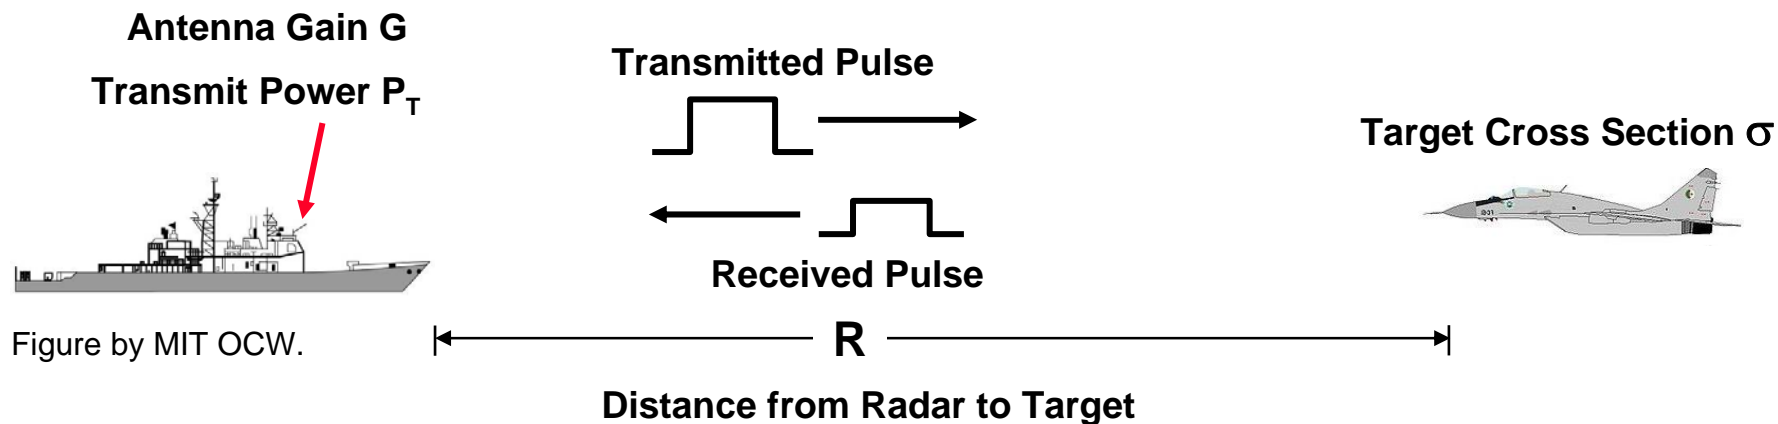 Antenna Gain G
Transmit Power P_T
Transmitted Pulse
Target Cross Section σ
Received Pulse
Figure by MIT OCW.
R
Distance from Radar to Target